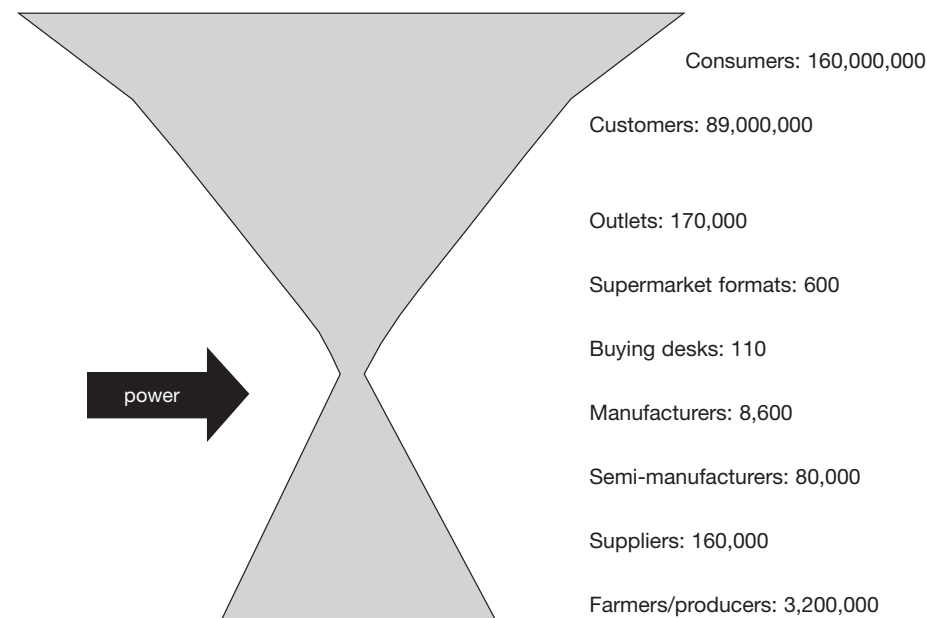 Consumers: 160,000,000
Customers: 89,000,000
Outlets: 170,000
Supermarket formats: 600
Buying desks: 110
power
Manufacturers: 8,600
Semi-manufacturers: 80,000
Suppliers: 160,000
Farmers/producers: 3,200,000